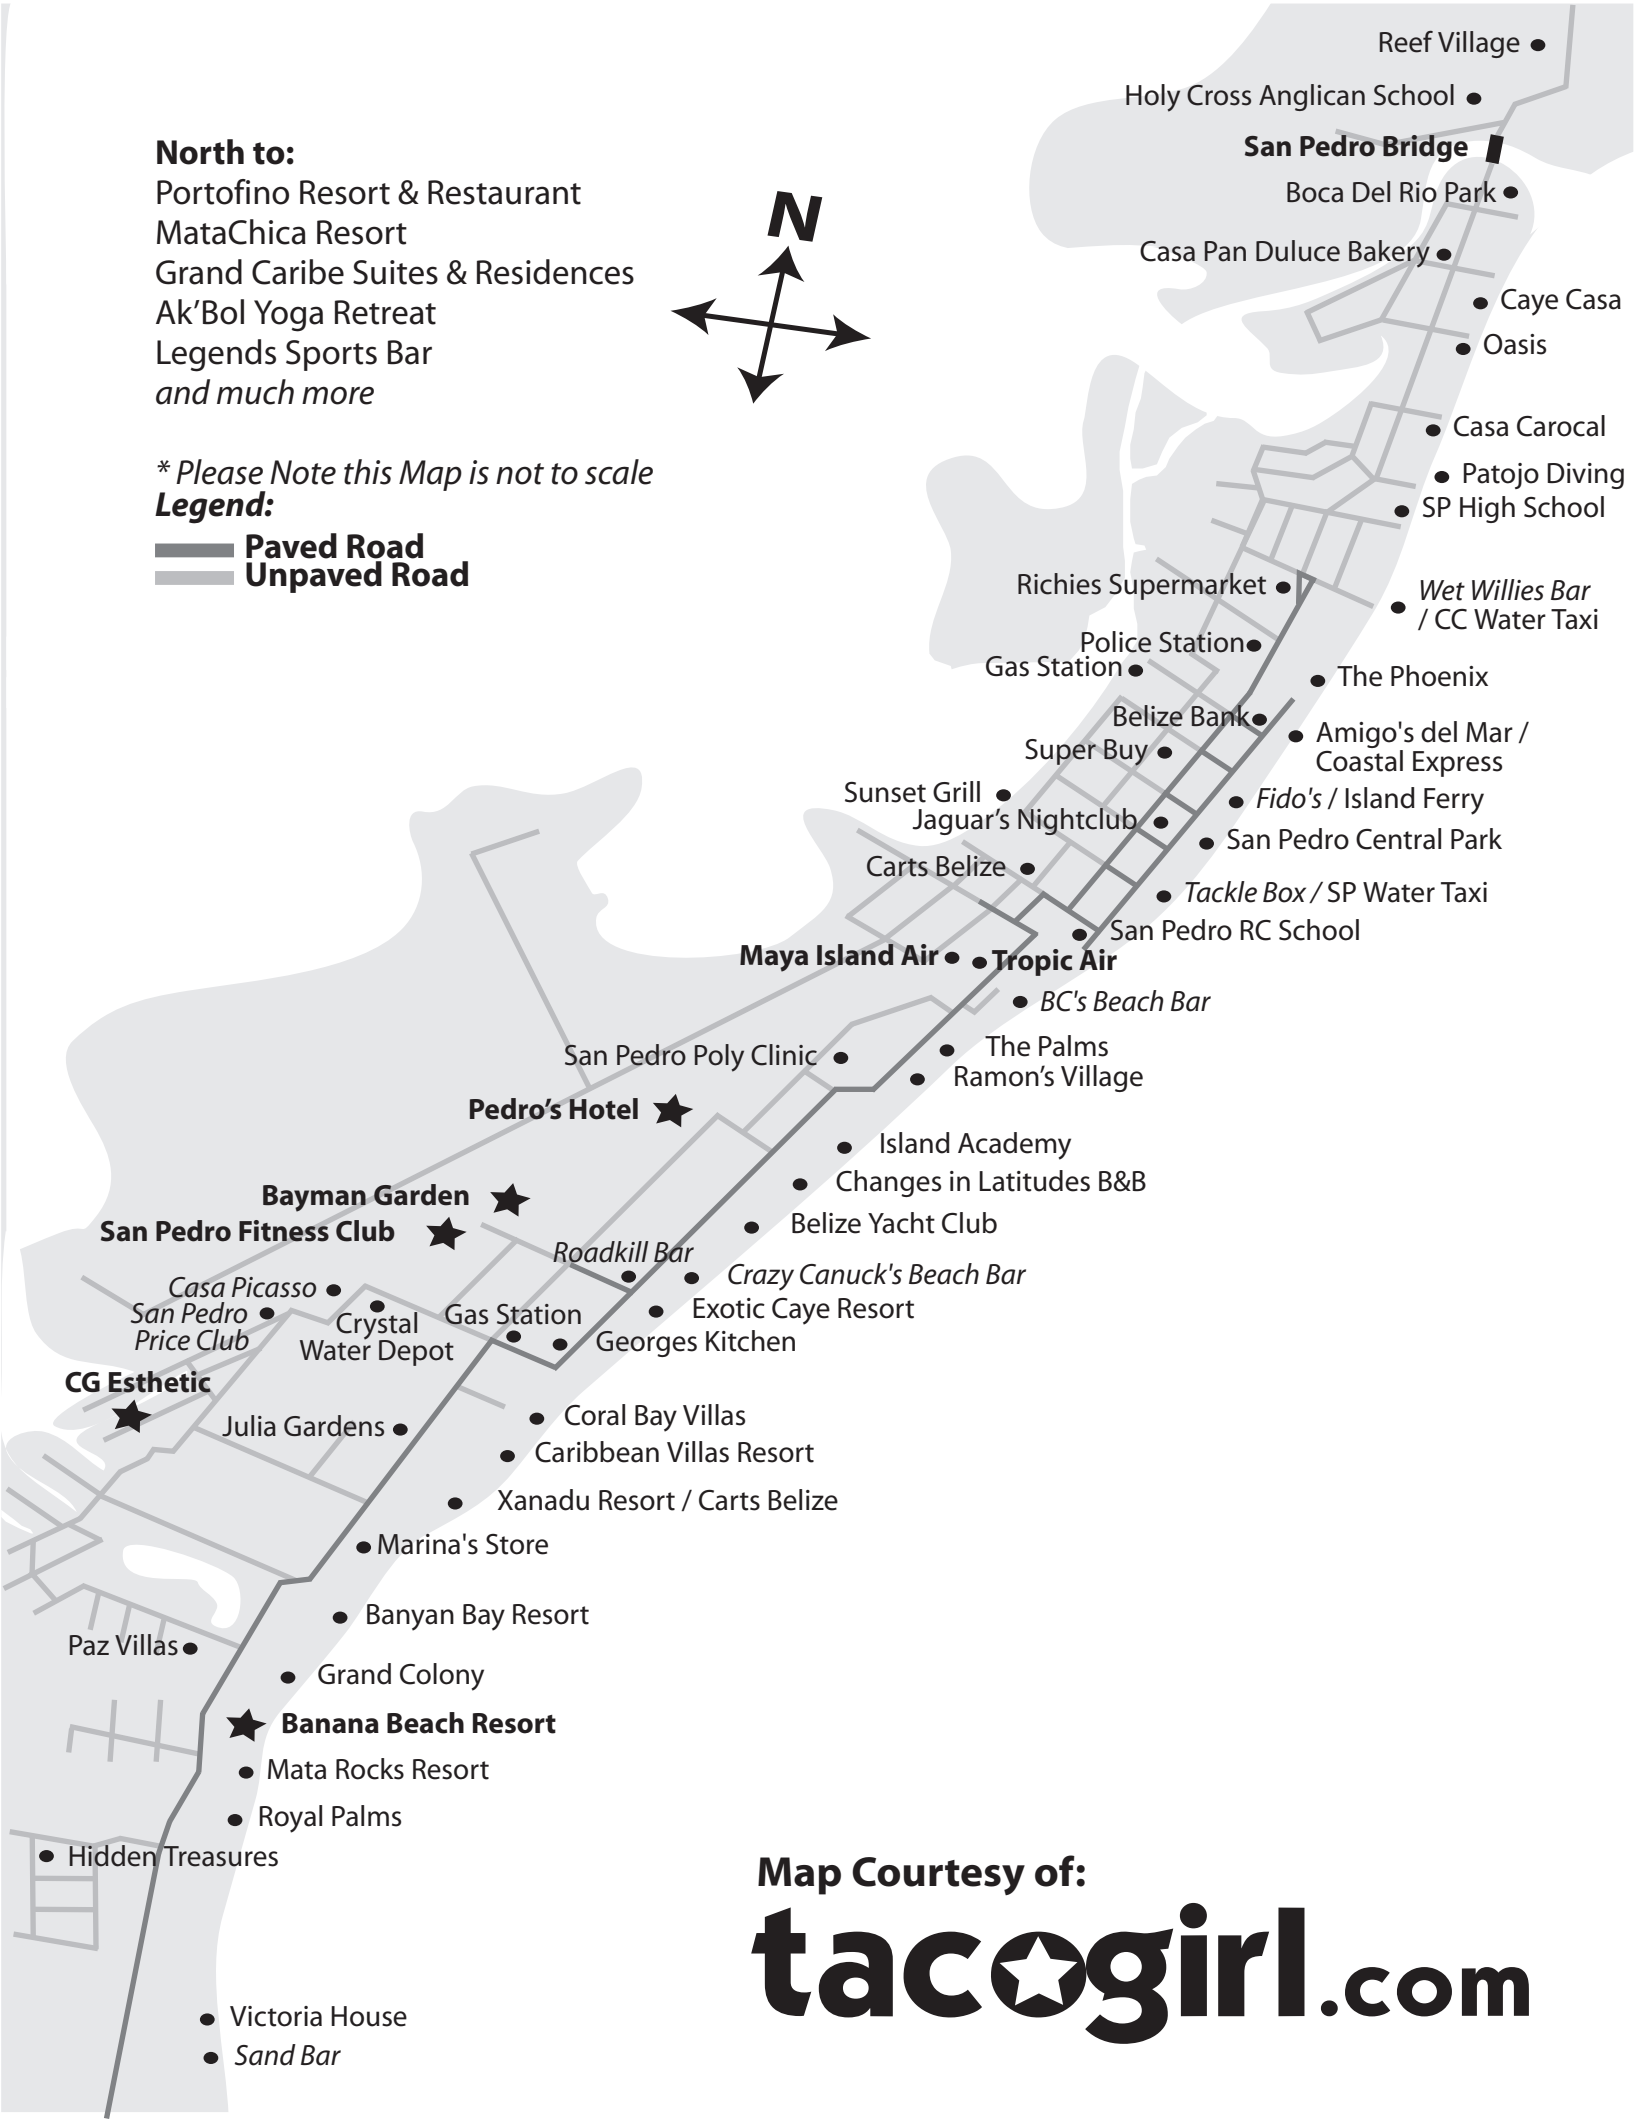 Reef Village
Holy Cross Anglican School
San Pedro Bridge
Boca Del Rio Park
Casa Pan Duluce Bakery
Caye Casa
Oasis
Casa Carocal
Patojo Diving
SP High School
North to:
Portofino Resort & Restaurant
MataChica Resort
Grand Caribe Suites & Residences
Ak'Bol Yoga Retreat
Legends Sports Bar
and much more
N
* Please Note this Map is not to scale
Legend:
Paved Road
Unpaved Road
Richies Supermarket
Wet Willies Bar
/ CC Water Taxi
Police Station
Gas Station
The Phoenix
Belize Bank
Super Buy
Amigo's del Mar /
Coastal Express
Sunset Grill
Fido's / Island Ferry
Jaguar's Nightclub
San Pedro Central Park
Carts Belize
Tackle Box / SP Water Taxi
San Pedro RC School
Maya Island Air
Tropic Air
BC's Beach Bar
San Pedro Poly Clinic
The Palms
Ramon's Village
Pedro's Hotel
Island Academy
Changes in Latitudes B&B
Bayman Garden
San Pedro Fitness Club
Belize Yacht Club
Roadkill Bar
Crazy Canuck's Beach Bar
Casa Picasso
San Pedro
Price Club
Crystal
Water Depot
Gas Station
Exotic Caye Resort
Georges Kitchen
CG Esthetic
Julia Gardens
Coral Bay Villas
Caribbean Villas Resort
Xanadu Resort / Carts Belize
Marina's Store
Banyan Bay Resort
Paz Villas
Grand Colony
Banana Beach Resort
Mata Rocks Resort
Royal Palms
Hidden Treasures
Victoria House
Sand Bar
Map Courtesy of:
tacogirl.com